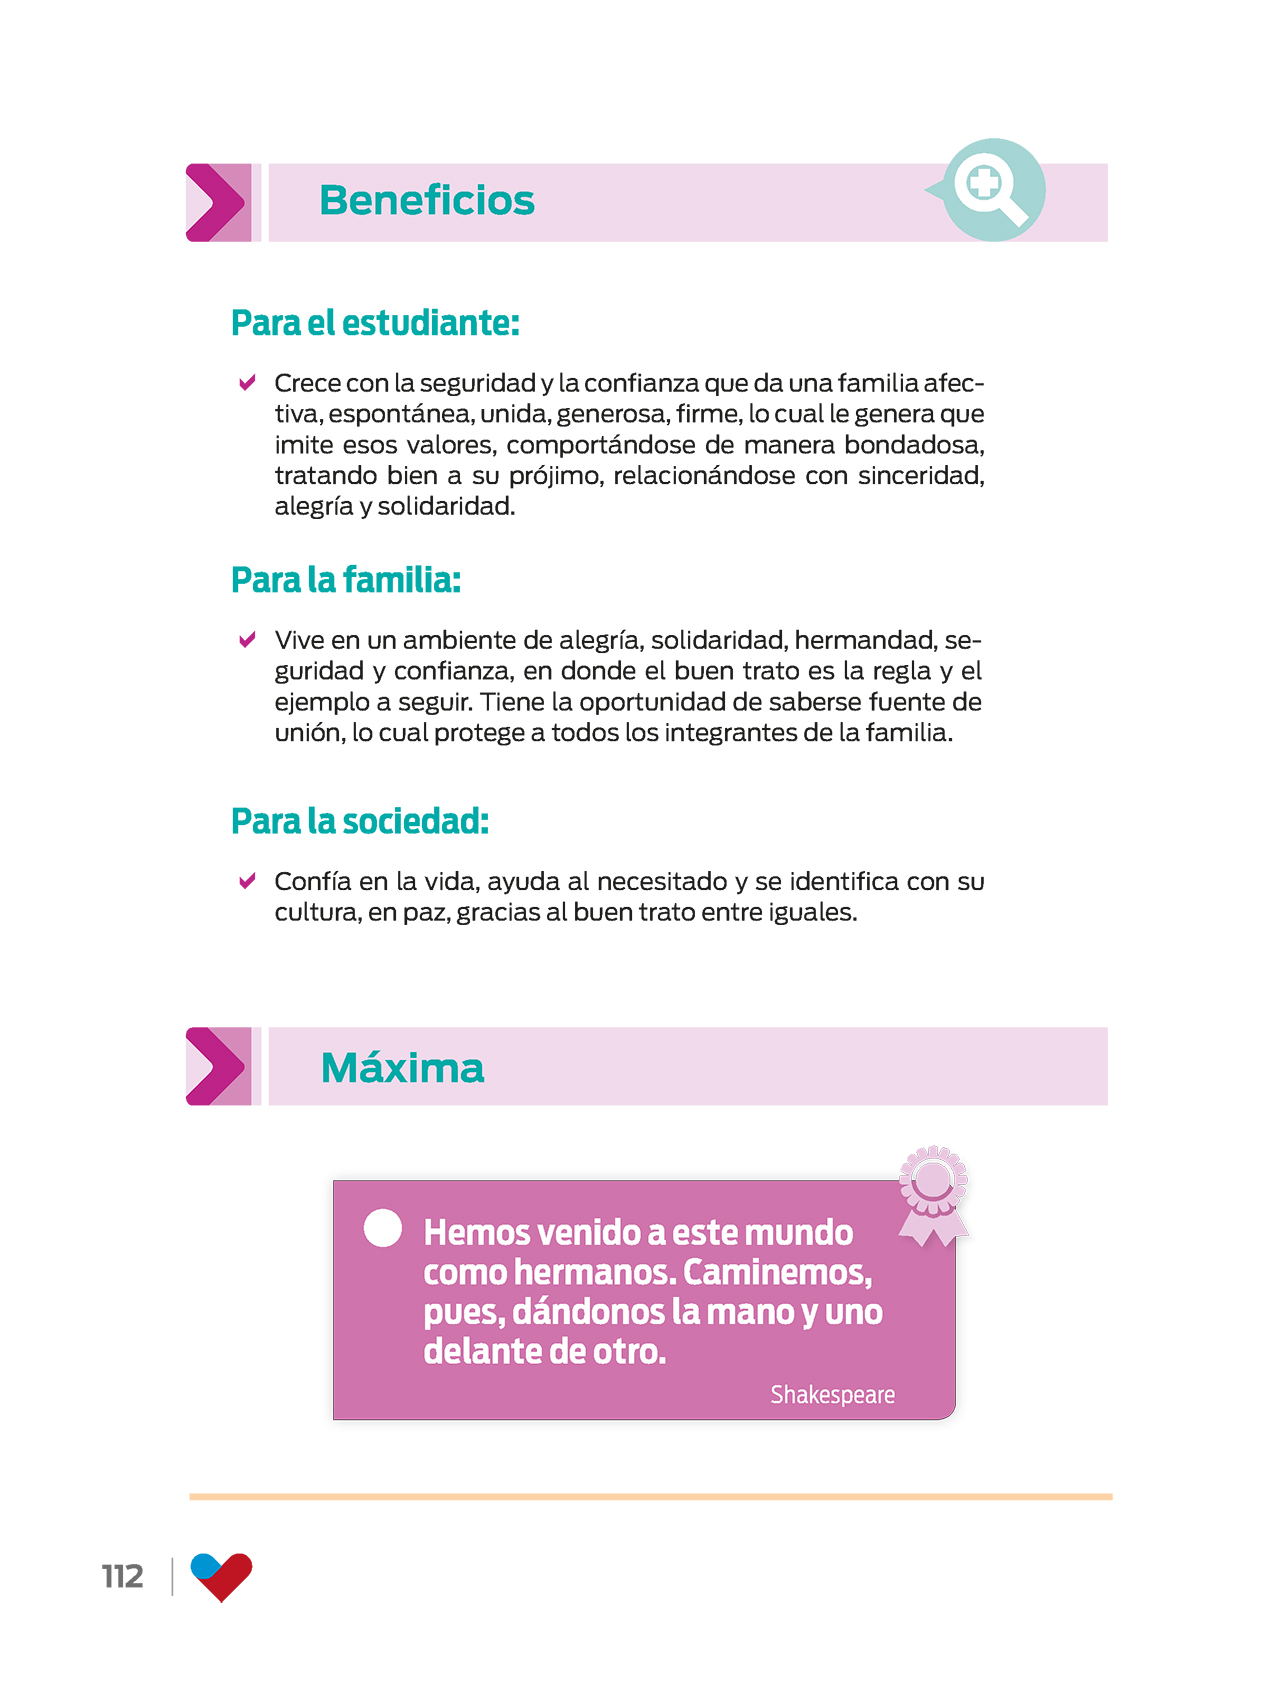 Beneficios
Para el estudiante:
Crece con la seguridad y la confianza que da una familia afec-
tiva, espontánea, unida, generosa, firme, lo cual le genera que
imite esos valores, comportándose de manera bondadosa,
tratando bien a su prójimo, relacionándose con sinceridad,
alegría y solidaridad.
Para la familia:
Vive en un ambiente de alegría, solidaridad, hermandad, se-
guridad y confianza, en donde el buen trato es la regla y el
ejemplo a seguir. Tiene la oportunidad de saberse fuente de
unión, lo cual protege a todos los integrantes de la familia.
Para la sociedad:
Confía en la vida, ayuda al necesitado y se identifica con su
cultura, en paz, gracias al buen trato entre iguales.
Máxima
Hemos venido a este mundo
como hermanos. Caminemos,
pues, dándonos la mano y uno
delante de otro.
Shakespeare
112